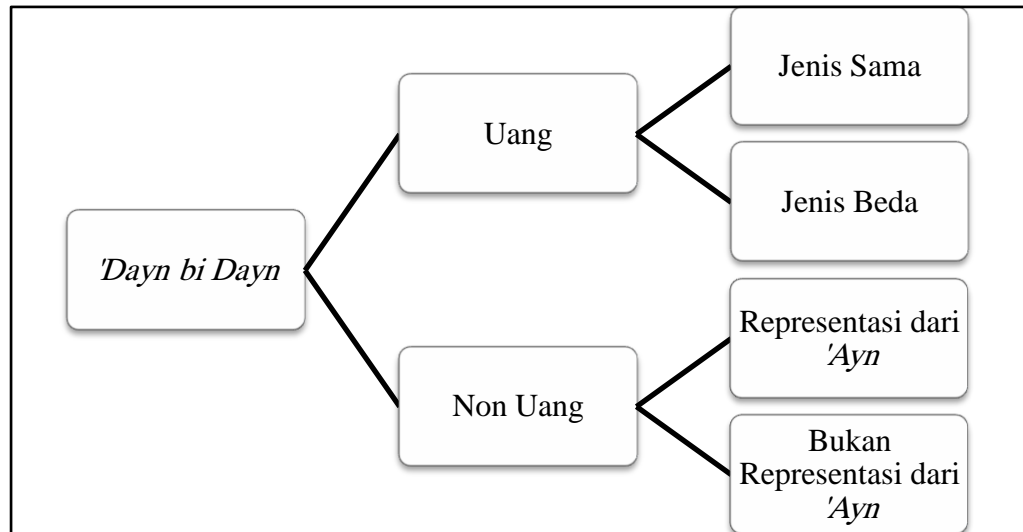 'Dayn bi Dayn
Uang
Jenis Sama
Jenis Beda
Non Uang
Representasi dari
'Ayn
Bukan
Representasi dari
'Ayn